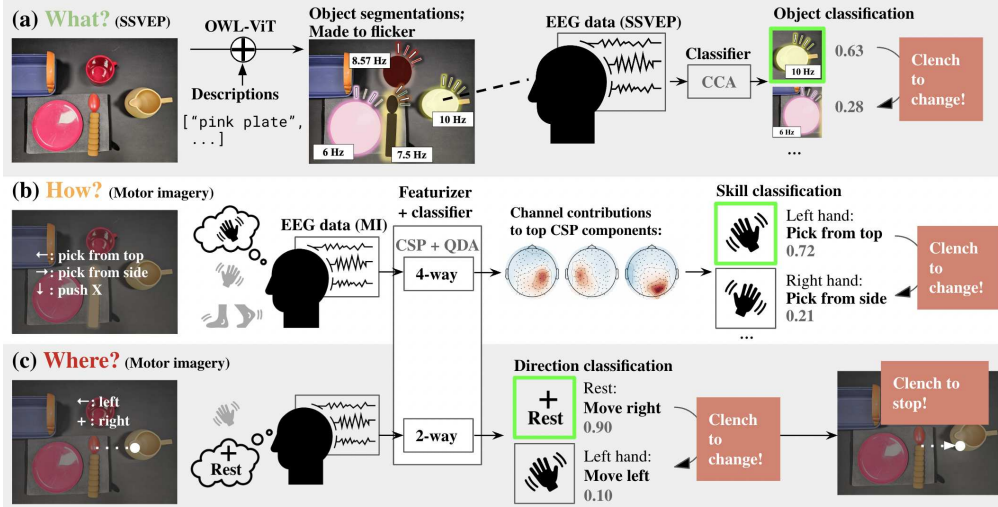 (a) What? (SSVEP)
OWL-ViT
Descriptions
["pink plate",
...]
Object segmentations;
Made to flicker
8.57 Hz
10 Hz
6 Hz
7.5 Hz
EEG data (SSVEP)
Classifier
CCA
Object classification
10 Hz
0.63
6 Hz
0.28
...
Clench
to
change!
(b) How? (Motor imagery)
←: pick from top
→: pick from side
↓: push X
EEG data (MI)
Featurizer
+ classifier
CSP + QDA
4-way
Channel contributions
to top CSP components:
Skill classification
Left hand:
Pick from top
0.72
Right hand:
Pick from side
0.21
...
Clench
to
change!
(c) Where? (Motor imagery)
←: left
+: right
+
Rest
2-way
Direction classification
+
Rest
Rest:
Move right
0.90
Left hand:
Move left
0.10
Clench
to
change!
Clench to
stop!